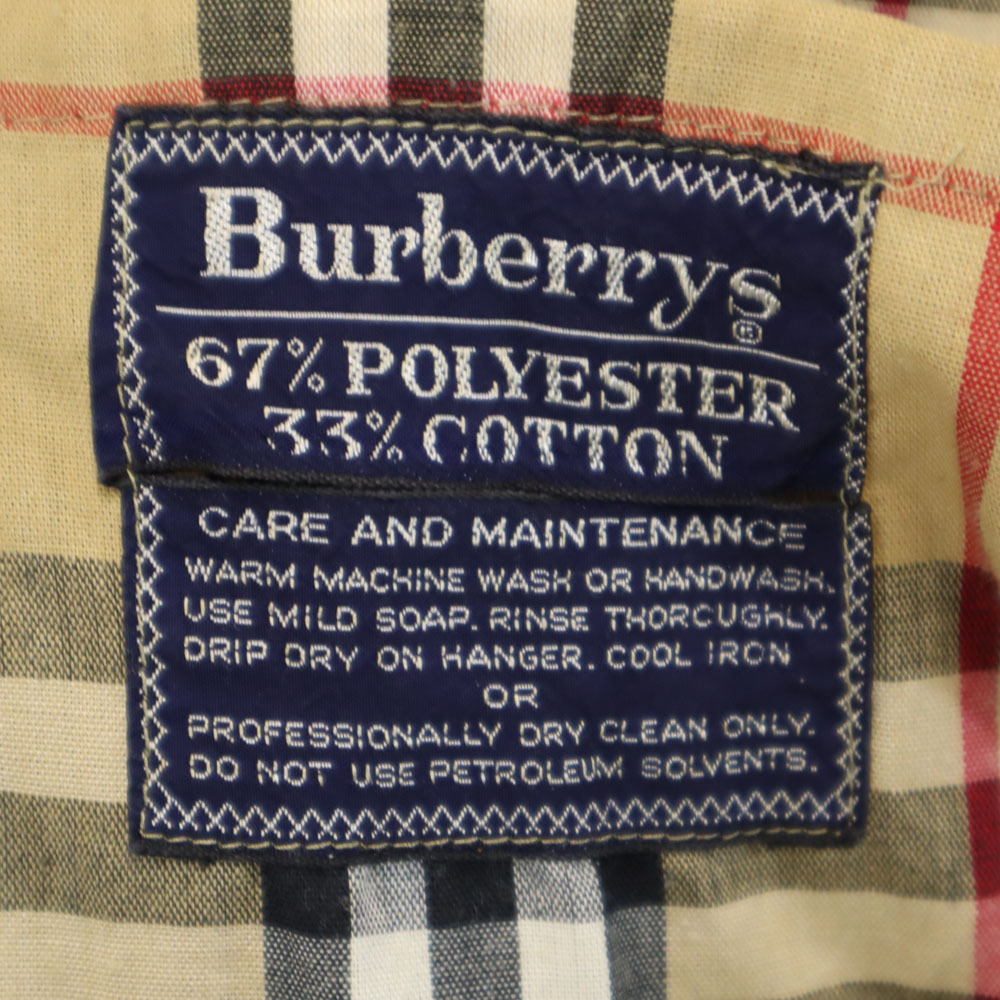 Burberrys
®
67% POLYESTER
33% COTTON
CARE AND MAINTENANCE
WARM MACHINE WASH OR HANDWASH.
USE MILD SOAP. RINSE THOROUGHLY.
DRIP DRY ON HANGER. COOL IRON
OR
PROFESSIONALLY DRY CLEAN ONLY.
DO NOT USE PETROLEUM SOLVENTS.